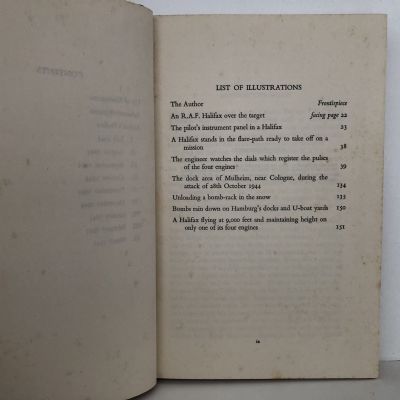 LIST OF ILLUSTRATIONS
The Author Frontispiece
An R.A.F. Halifax over the target facing page 22
The pilot's instrument panel in a Halifax 23
A Halifax stands in the flare-path ready to take off on a
mission 38
The engineer watches the dials which register the pulses
of the four engines 39
The dock area of Mulheim, near Cologne, during the
attack of 28th October 1944 134
Unloading a bomb-rack in the snow 135
Bombs rain down on Hamburg's docks and U-boat yards 150
A Halifax flying at 9,000 feet and maintaining height on
only one of its four engines 151
ix